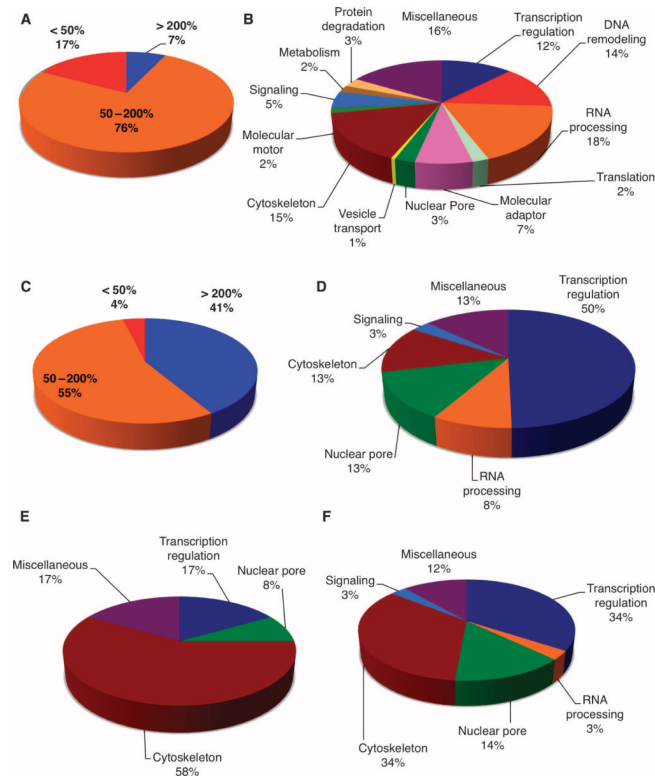 A
< 50%
17%
> 200%
7%
50–200%
76%
B
Protein
degradation
3%
Miscellaneous
16%
Transcription
regulation
12%
DNA
remodeling
14%
Metabolism
2%
Signaling
5%
RNA
processing
18%
Molecular
motor
2%
Translation
2%
Cytoskeleton
15%
Vesicle
transport
1%
Nuclear Pore
3%
Molecular
adaptor
7%
C
< 50%
4%
> 200%
41%
50–200%
55%
D
Miscellaneous
13%
Transcription
regulation
50%
Signaling
3%
Cytoskeleton
13%
Nuclear pore
13%
RNA
processing
8%
E
Miscellaneous
17%
Transcription
regulation
17%
Nuclear pore
8%
Cytoskeleton
58%
F
Miscellaneous
12%
Signaling
3%
Transcription
regulation
34%
RNA
processing
3%
Nuclear pore
14%
Cytoskeleton
34%